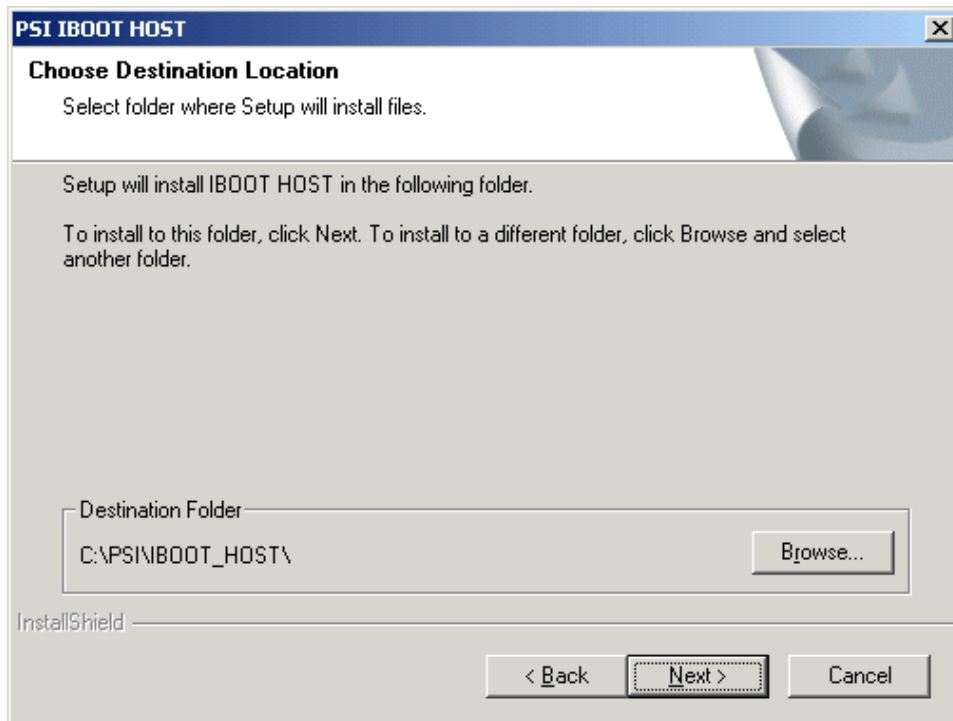 PSI IBOOT HOST
Choose Destination Location
Select folder where Setup will install files.
Setup will install IBOOT HOST in the following folder.
To install to this folder, click Next. To install to a different folder, click Browse and select
another folder.
Destination Folder
C:\PSI\IBOOT_HOST\
Browse...
InstallShield
< Back
Next >
Cancel